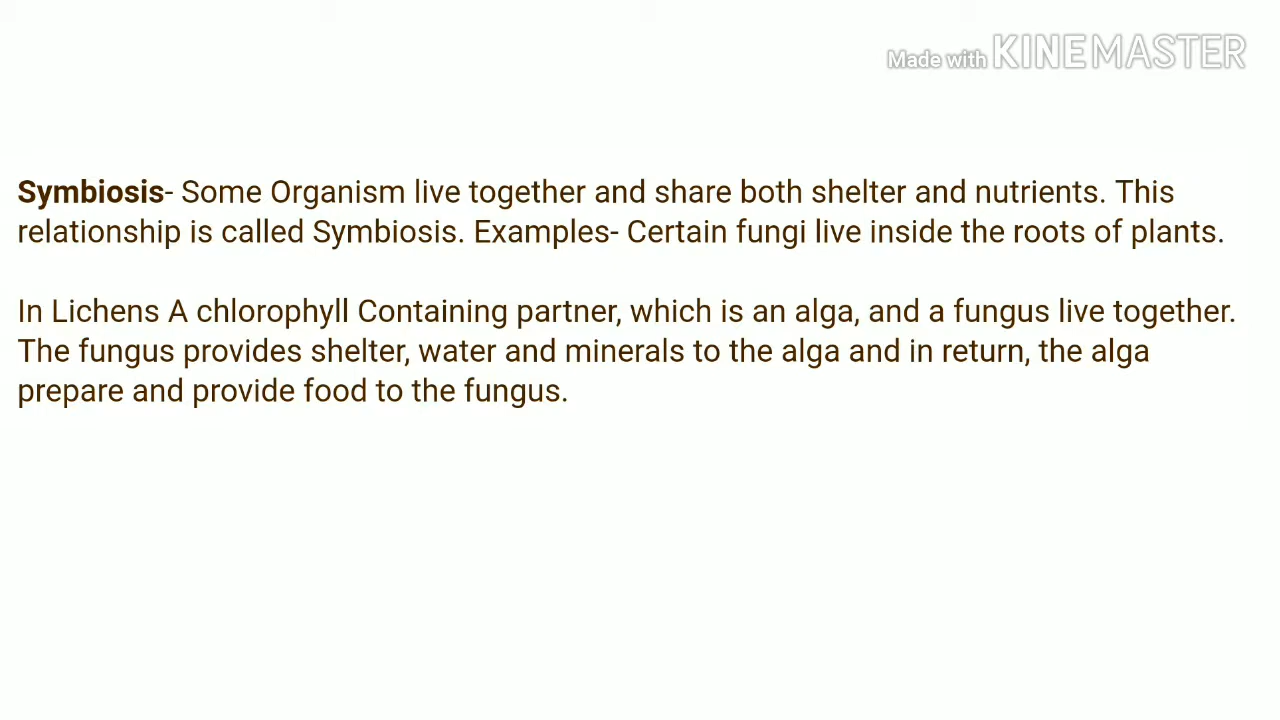 Made with KINEMASTER
Symbiosis- Some Organism live together and share both shelter and nutrients. This
relationship is called Symbiosis. Examples- Certain fungi live inside the roots of plants.
In Lichens A chlorophyll Containing partner, which is an alga, and a fungus live together.
The fungus provides shelter, water and minerals to the alga and in return, the alga
prepare and provide food to the fungus.